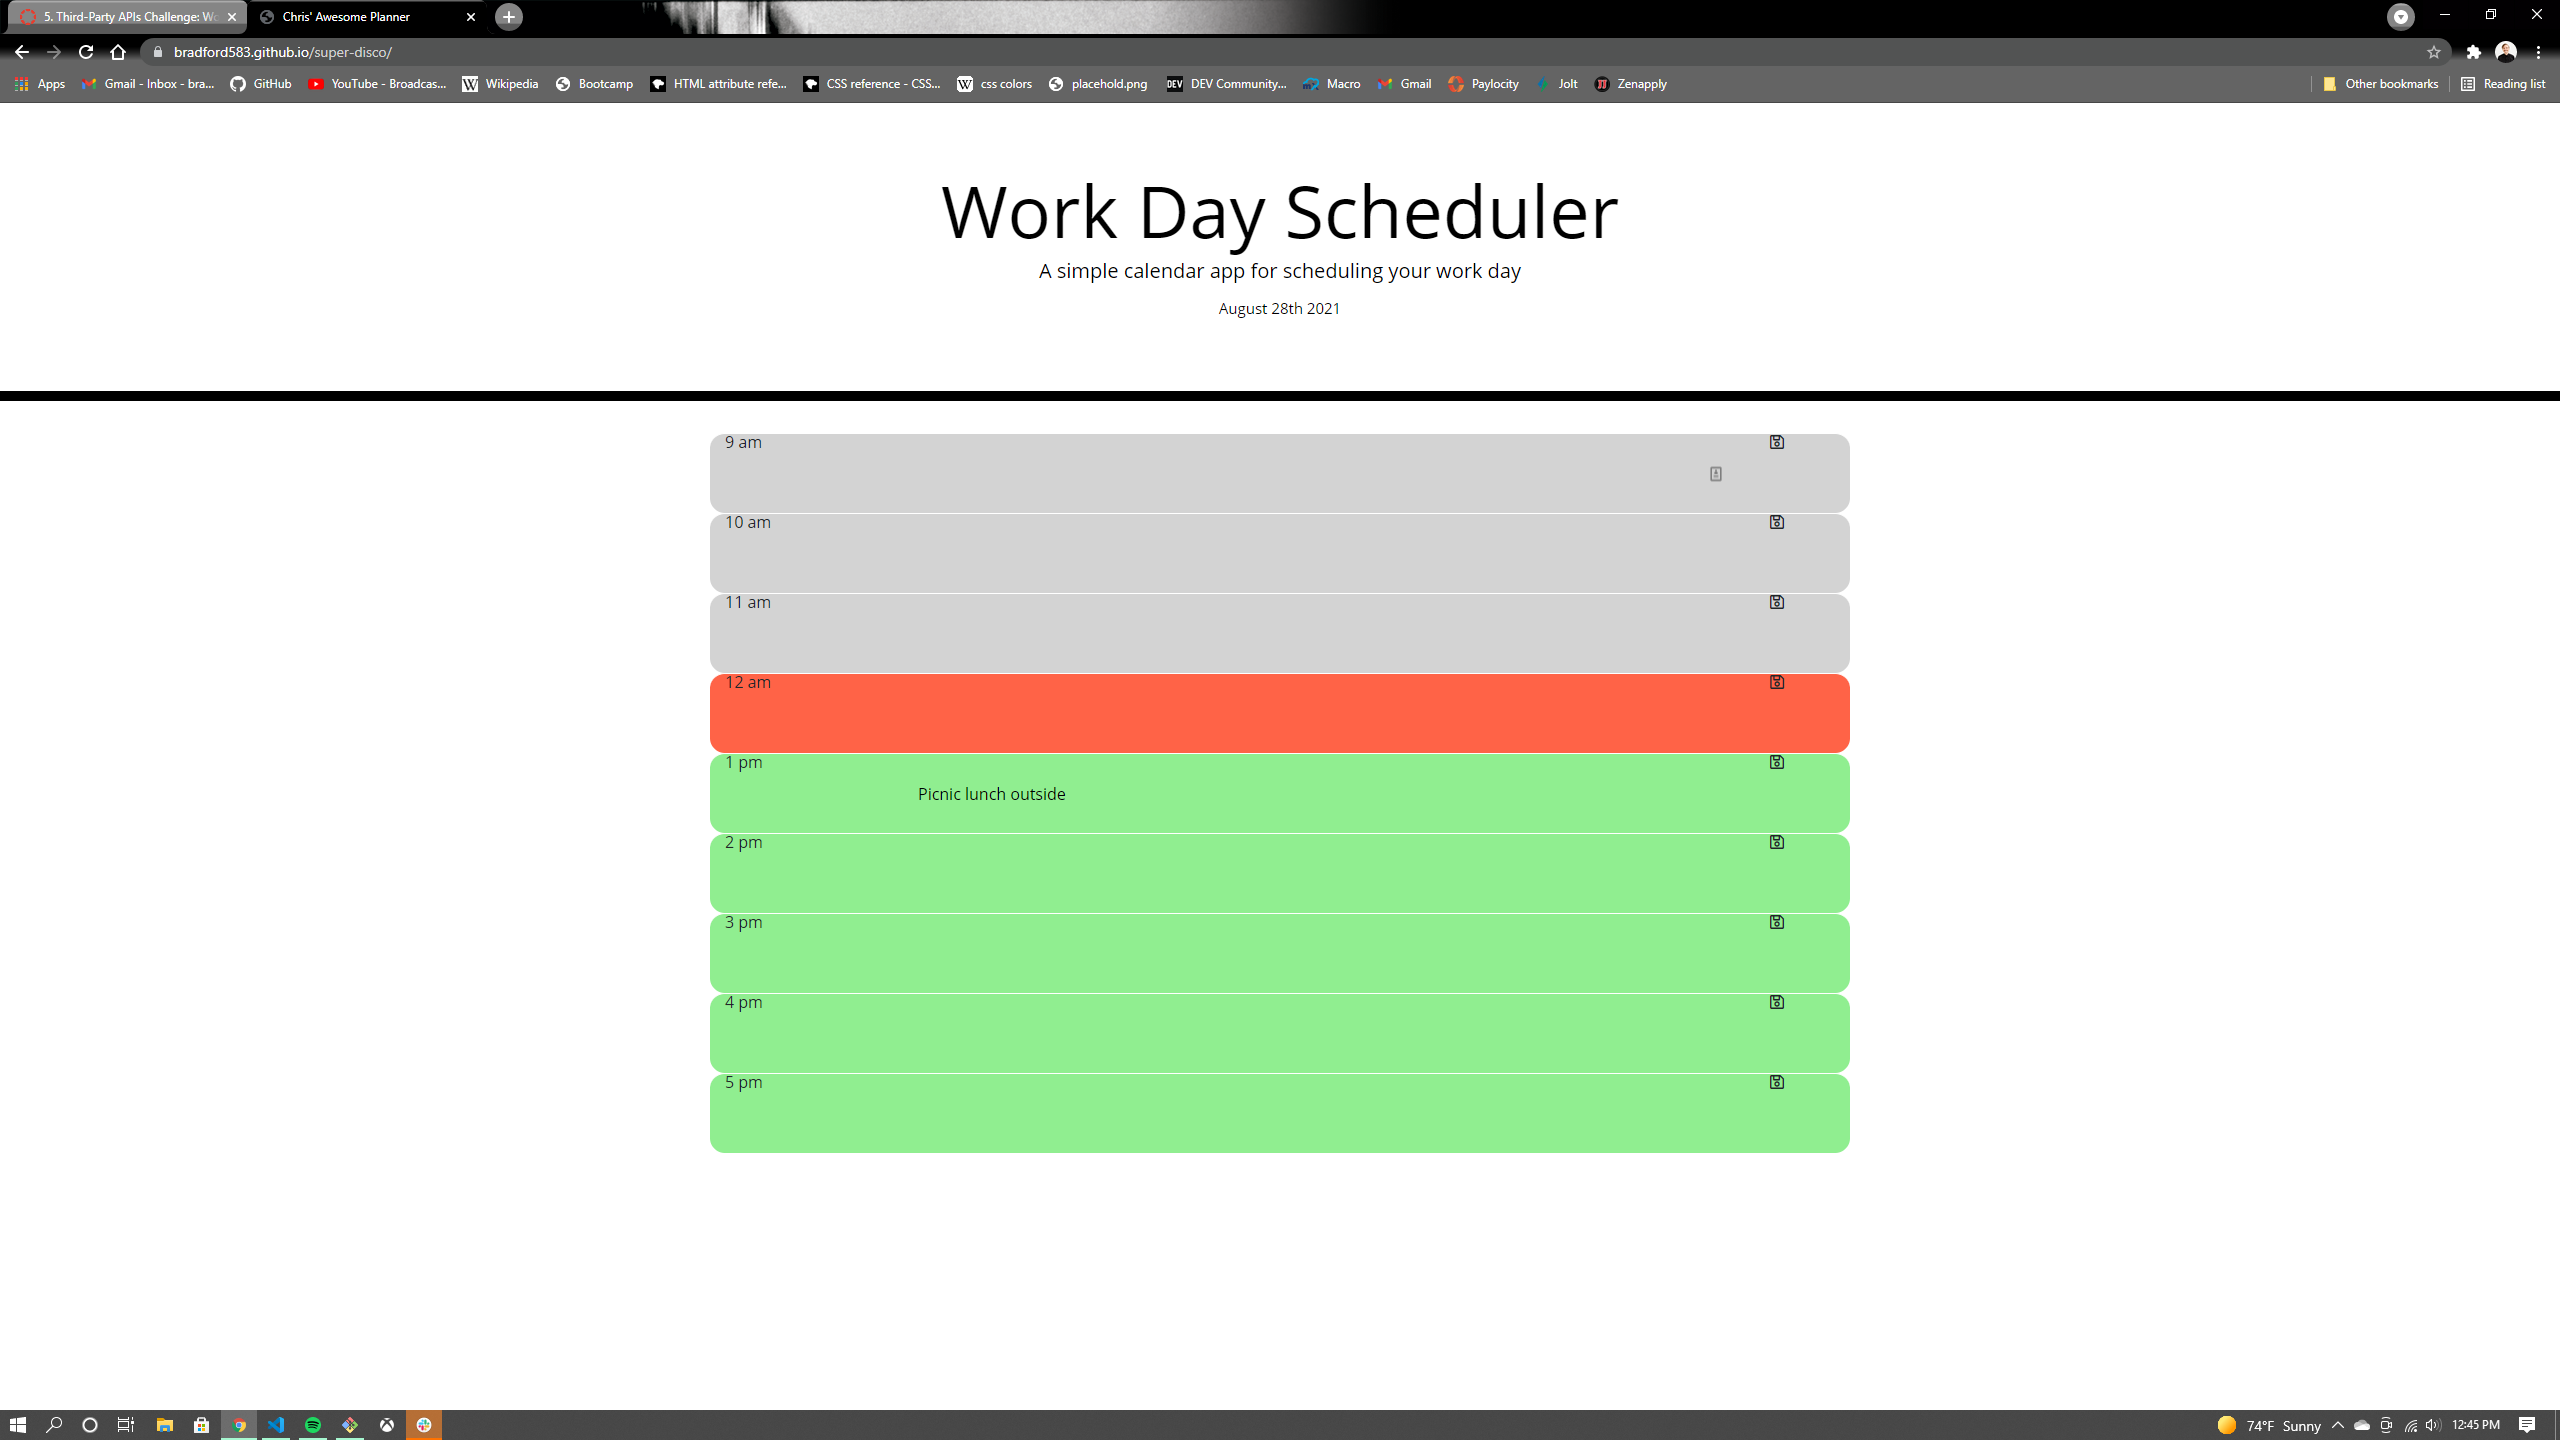 5. Third-Party APIs Challenge: Wo
Chris' Awesome Planner
bradford583.github.io/super-disco/
Apps
Gmail - Inbox - bra...
GitHub
YouTube - Broadcas...
Wikipedia
Bootcamp
HTML attribute refe...
CSS reference - CSS...
css colors
placehold.png
DEV Community...
Macro
Gmail
Paylocity
Jolt
Zenapply
Other bookmarks
Reading list
Work Day Scheduler
A simple calendar app for scheduling your work day
August 28th 2021
9 am
10 am
11 am
12 am
1 pm
Picnic lunch outside
2 pm
3 pm
4 pm
5 pm
74°F Sunny
12:45 PM